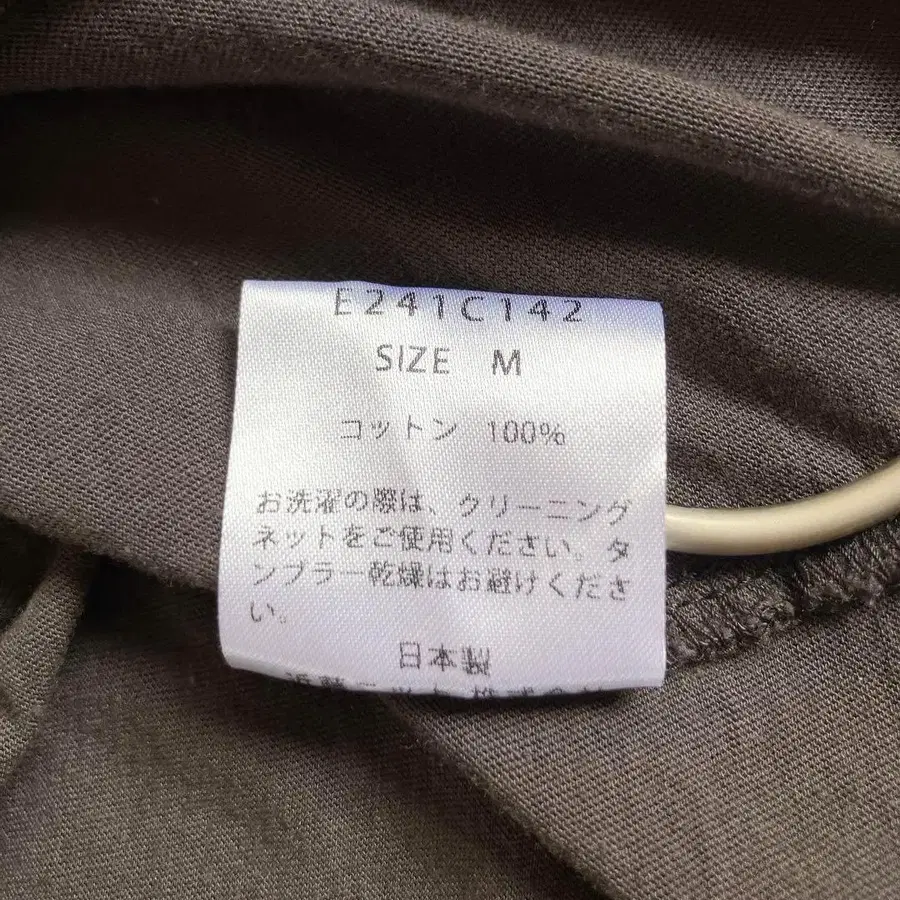 E241C142
SIZE M
コットン 100%
お洗濯の際は、クリーニング
ネットをご使用ください。タ
ンブラー乾燥はお避けくださ
い。
日本製